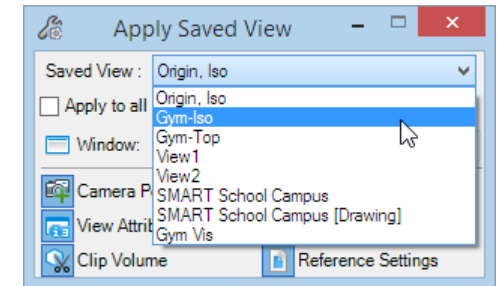 Apply Saved View
Saved View : Origin, Iso
Apply to all
Origin, Iso
Gym-Iso
Window:
Gym-Top
View1
View2
Camera P
SMART School Campus
SMART School Campus [Drawing]
View Attrib
Gym Vis
Clip Volume
Reference Settings